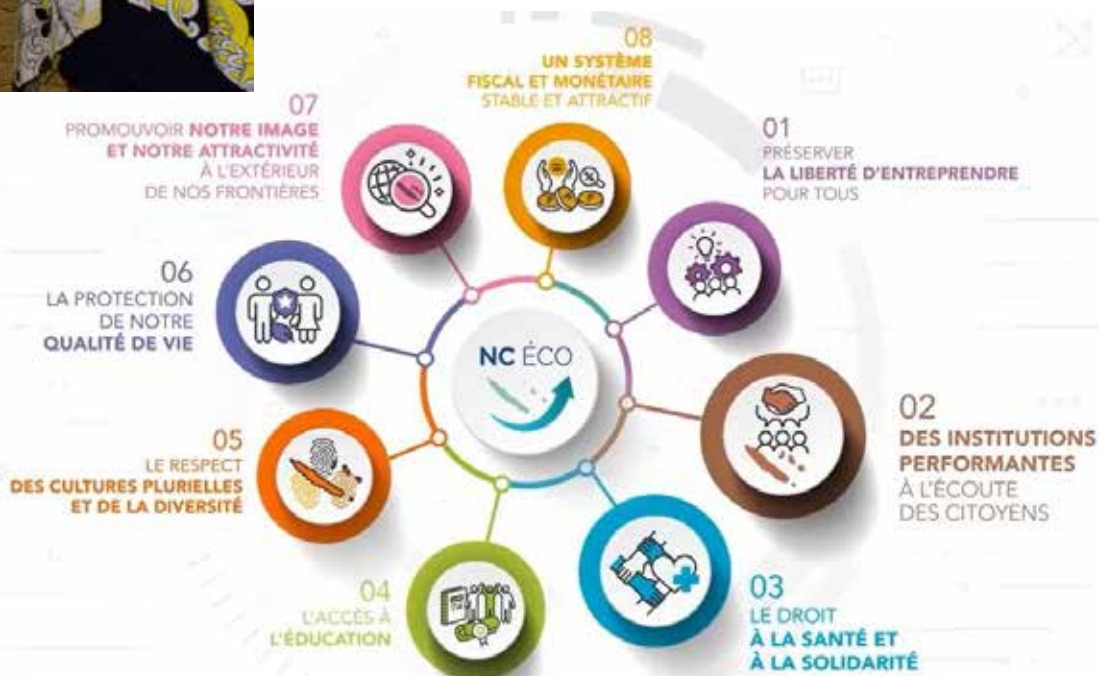 08
UN SYSTÈME
FISCAL ET MONÉTAIRE
STABLE ET ATTRACTIF
07
PROMOUVOIR NOTRE IMAGE
ET NOTRE ATTRACTIVITÉ
À L'EXTÉRIEUR
DE NOS FRONTIÈRES
01
PRÉSERVER
LA LIBERTÉ D'ENTREPRENDRE
POUR TOUS
06
LA PROTECTION
DE NOTRE
QUALITÉ DE VIE
NC ÉCO
02
DES INSTITUTIONS
PERFORMANTES
À L'ÉCOUTE
DES CITOYENS
05
LE RESPECT
DES CULTURES PLURIELLES
ET DE LA DIVERSITÉ
04
L'ACCÈS À
L'ÉDUCATION
03
LE DROIT
À LA SANTÉ ET
À LA SOLIDARITÉ